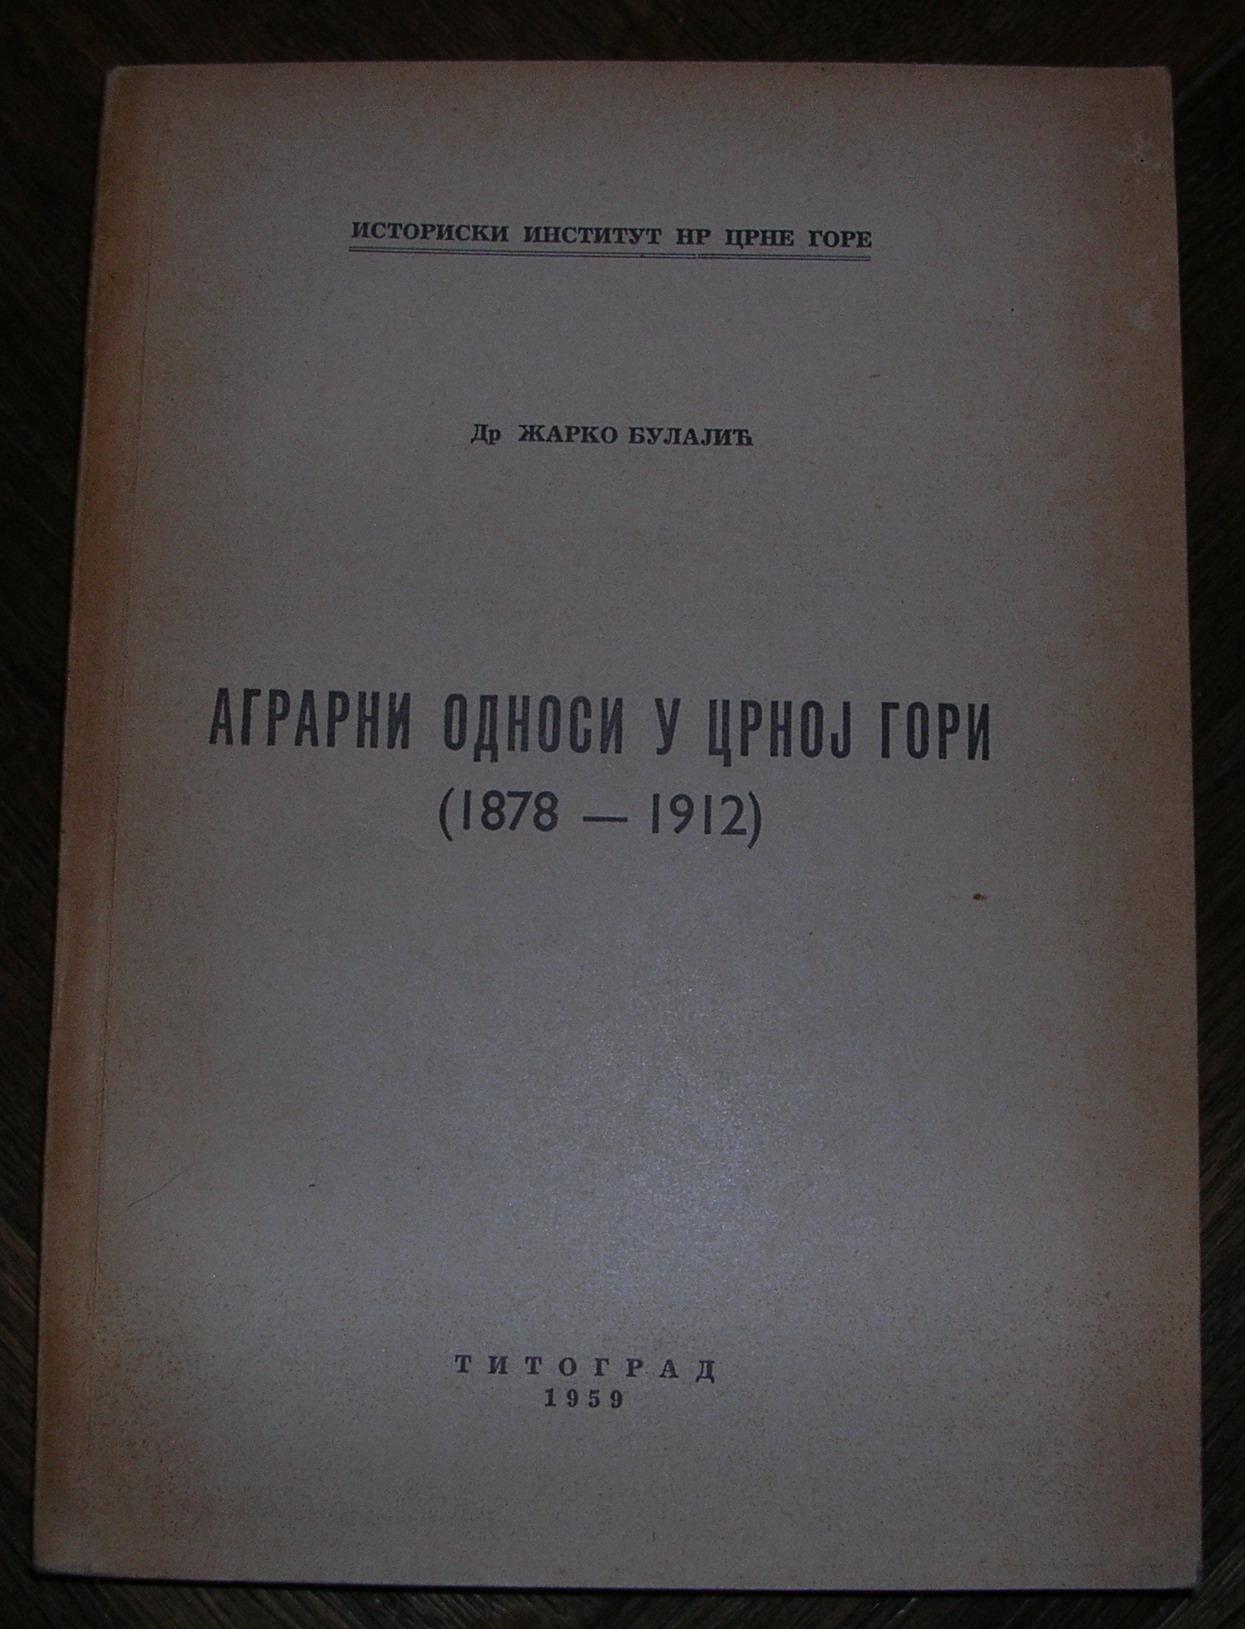 ИСТОРИСКИ ИНСТИТУТ НР ЦРНЕ ГОРЕ
Др ЖАРКО БУЛАЈИЋ
АГРАРНИ ОДНОСИ У ЦРНОЈ ГОРИ
(1878 — 1912)
ТИТОГРАД
1959